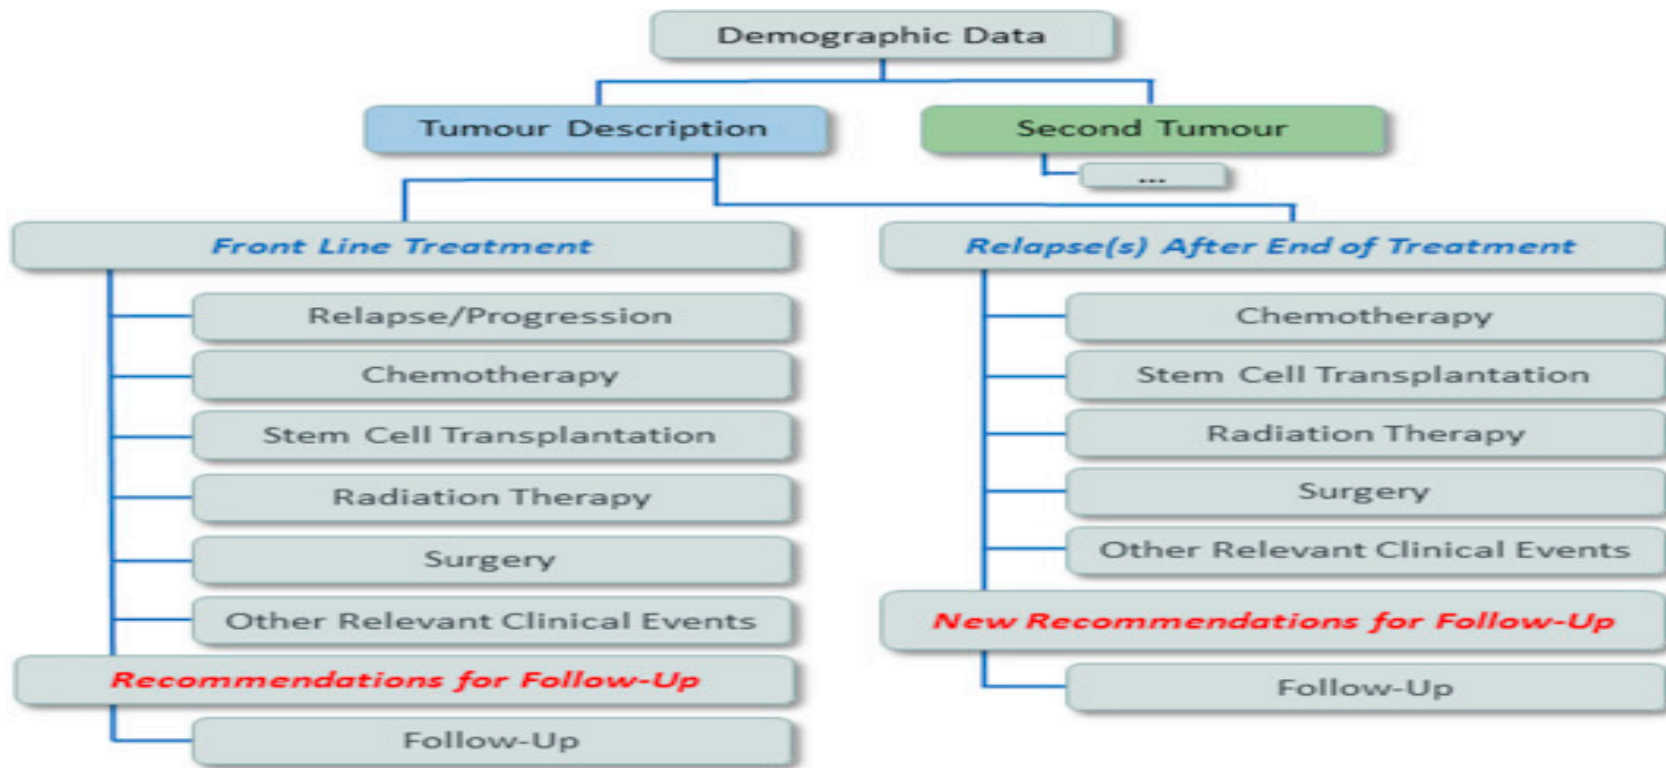 Demographic Data
Tumour Description
Second Tumour
...
Front Line Treatment
Relapse/Progression
Chemotherapy
Stem Cell Transplantation
Radiation Therapy
Surgery
Other Relevant Clinical Events
Recommendations for Follow-Up
Follow-Up
Relapse(s) After End of Treatment
Chemotherapy
Stem Cell Transplantation
Radiation Therapy
Surgery
Other Relevant Clinical Events
New Recommendations for Follow-Up
Follow-Up